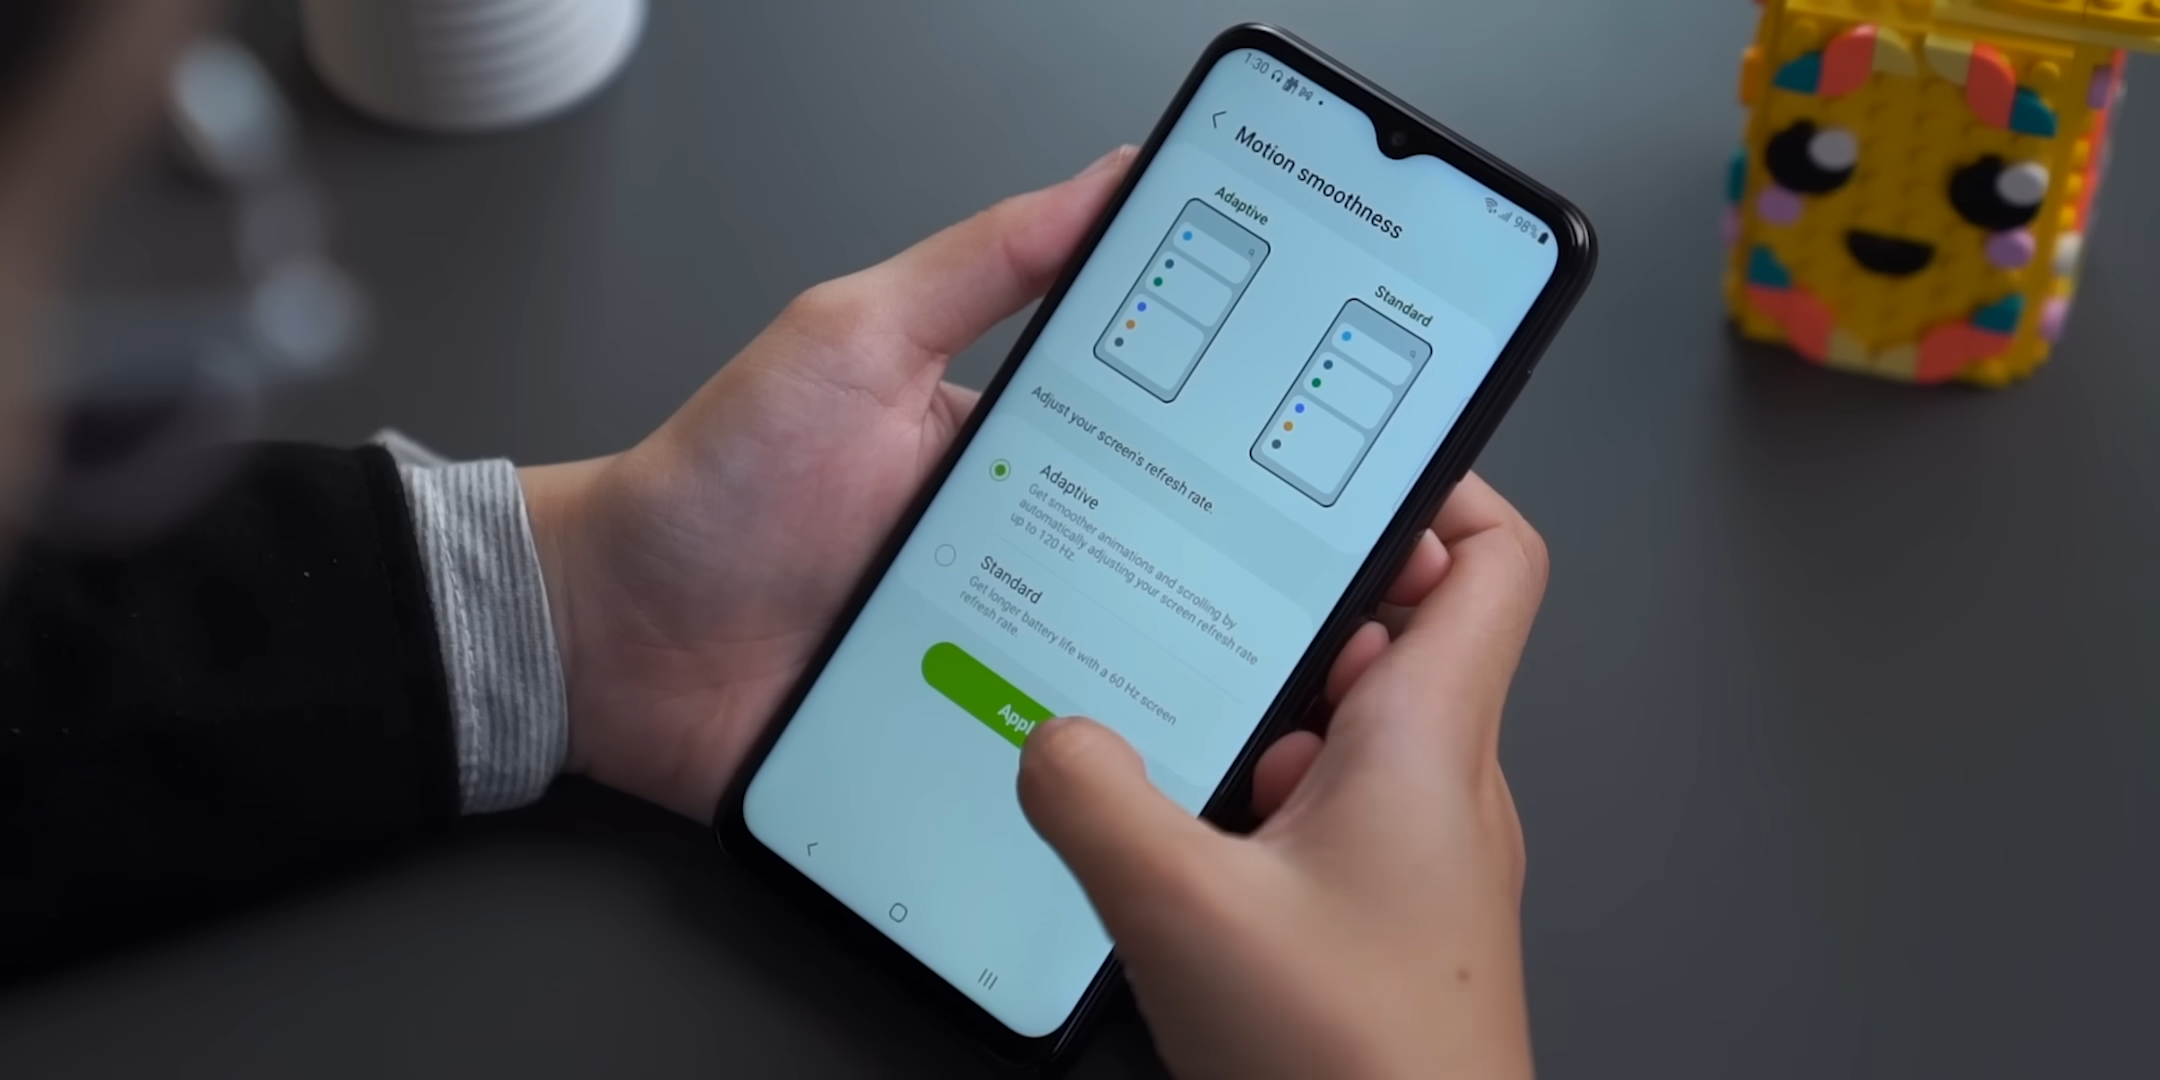 1:30
98%
Motion smoothness
Adaptive
Standard
Adjust your screen's refresh rate.
Adaptive
Get smoother animations and scrolling by
automatically adjusting your screen refresh rate
up to 120 Hz.
Standard
Get longer battery life with a 60 Hz screen
refresh rate.
Appl